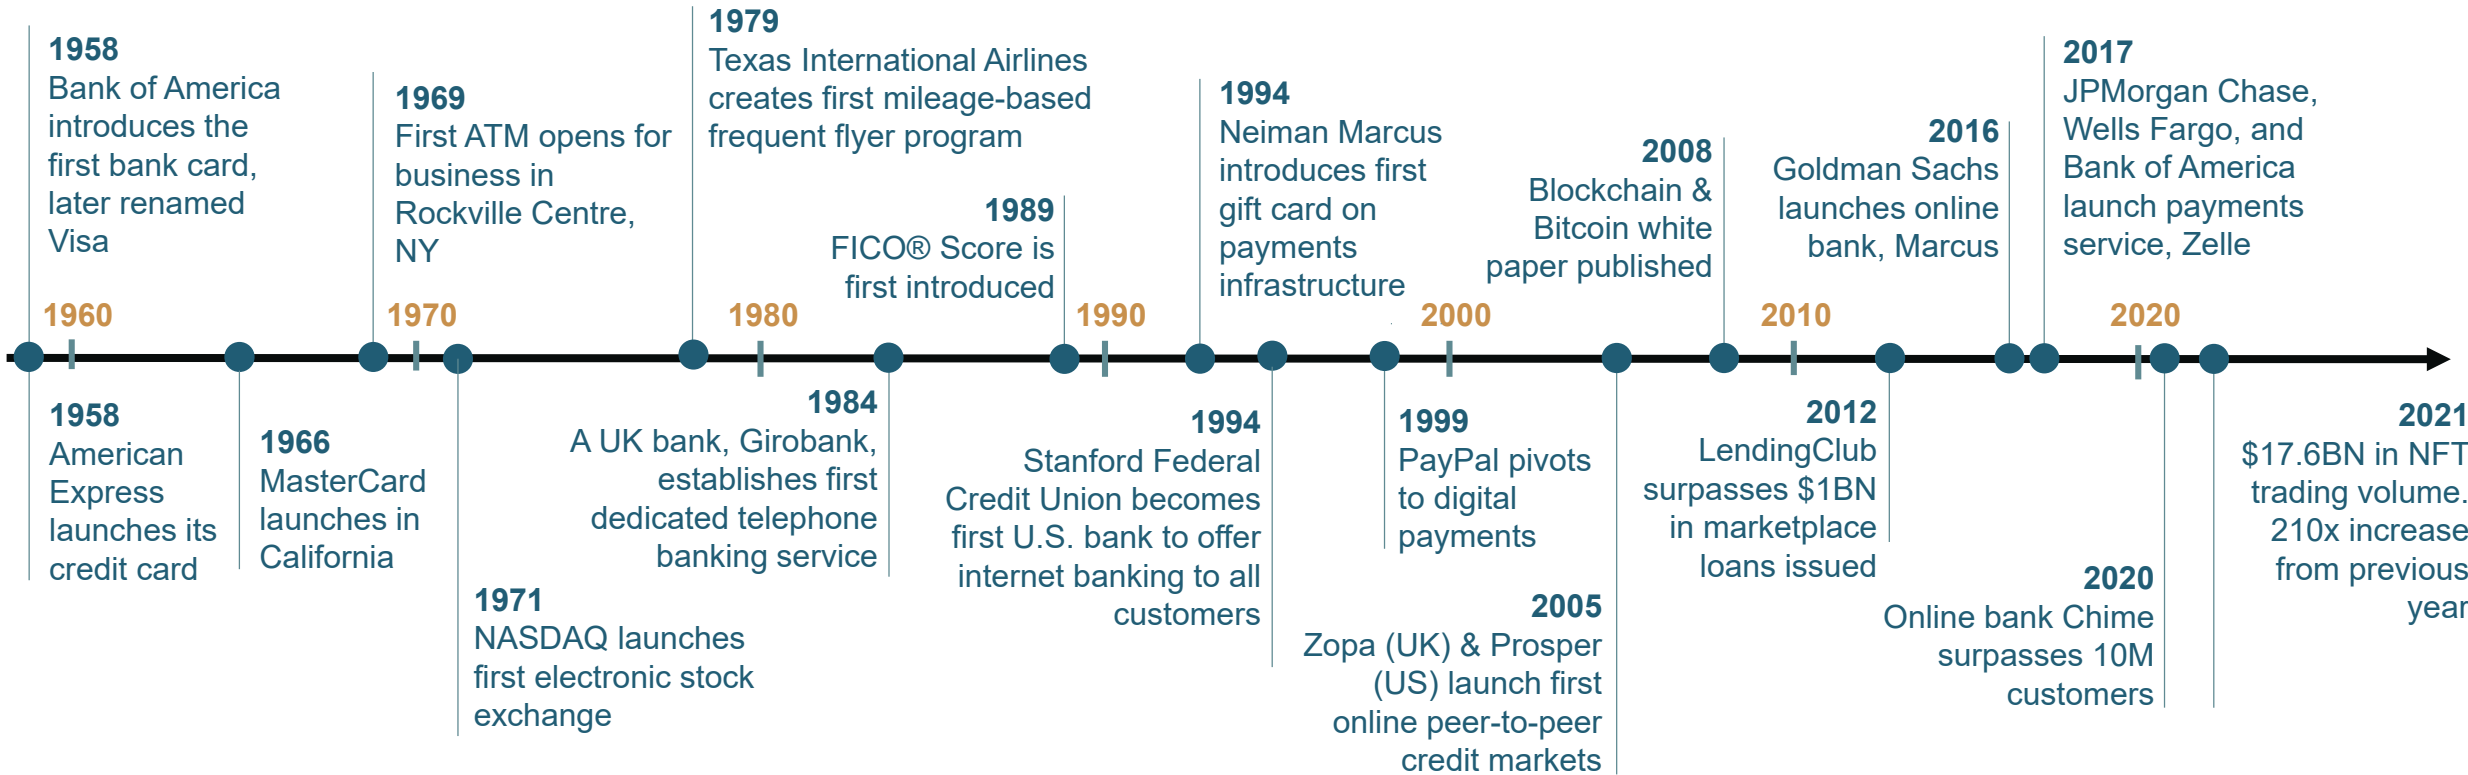 1958
Bank of America
introduces the
first bank card,
later renamed
Visa
1969
First ATM opens for
business in
Rockville Centre,
NY
1979
Texas International Airlines
creates first mileage-based
frequent flyer program
1989
FICO® Score is
first introduced
1994
Neiman Marcus
introduces first
gift card on
payments
infrastructure
2008
Blockchain &
Bitcoin white
paper published
2016
Goldman Sachs
launches online
bank, Marcus
2017
JPMorgan Chase,
Wells Fargo, and
Bank of America
launch payments
service, Zelle
1960
1970
1980
1990
2000
2010
2020
1958
American
Express
launches its
credit card
1966
MasterCard
launches in
California
1971
NASDAQ launches
first electronic stock
exchange
1984
A UK bank, Girobank,
establishes first
dedicated telephone
banking service
1994
Stanford Federal
Credit Union becomes
first U.S. bank to offer
internet banking to all
customers
1999
PayPal pivots
to digital
payments
2005
Zopa (UK) & Prosper
(US) launch first
online peer-to-peer
credit markets
2012
LendingClub
surpasses $1BN
in marketplace
loans issued
2020
Online bank Chime
surpasses 10M
customers
2021
$17.6BN in NFT
trading volume.
210x increase
from previous
year